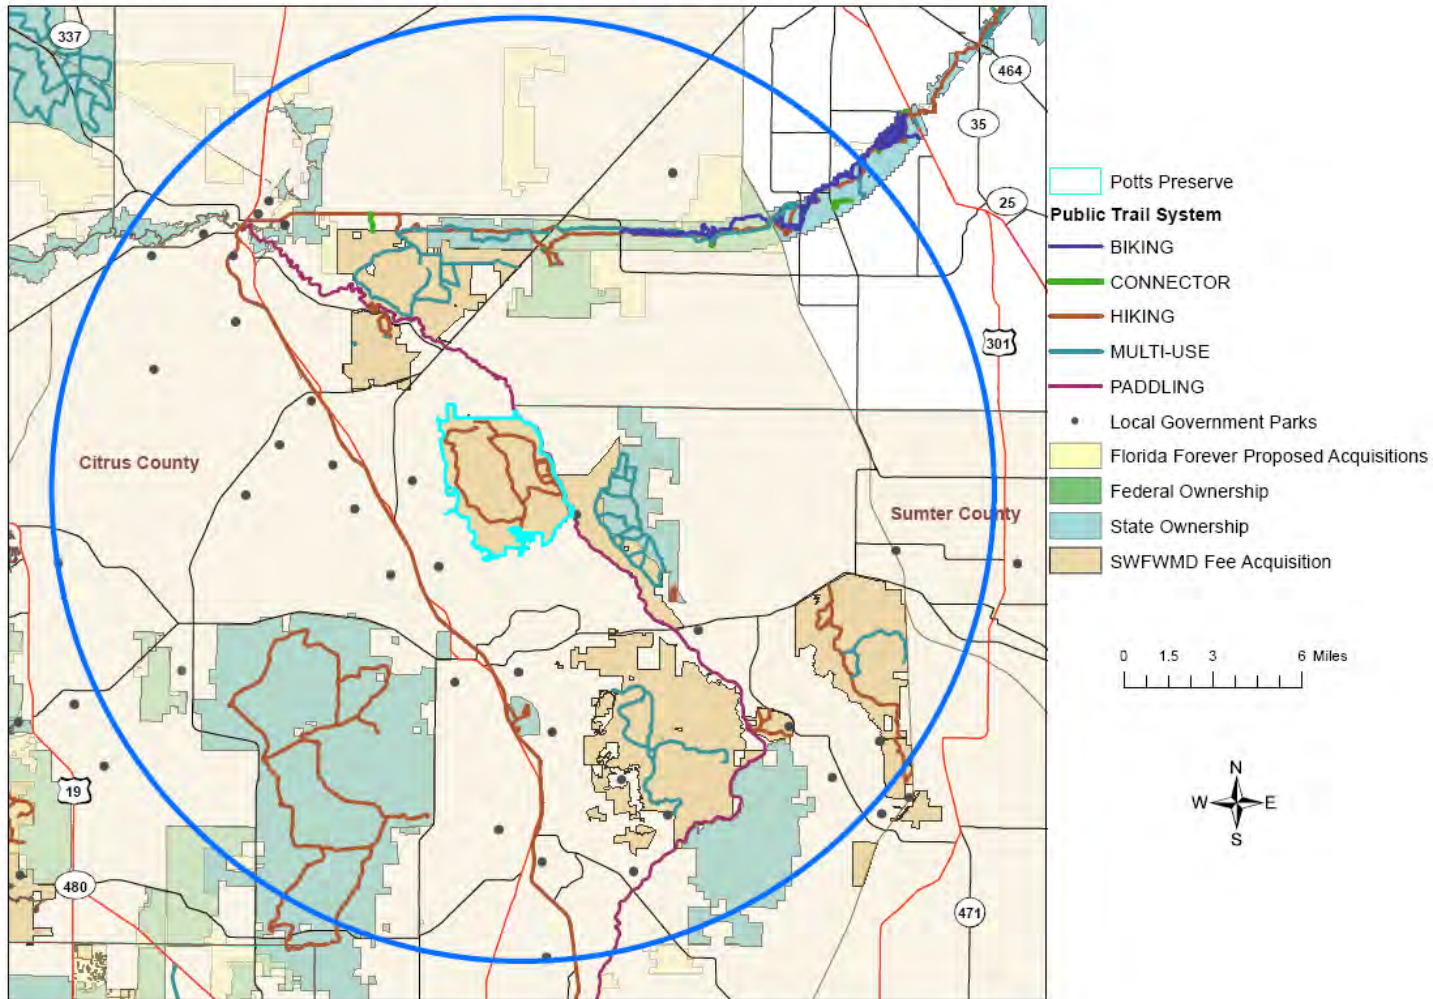 337
464
35
25
301
Citrus County
Sumter County
19
480
471
Potts Preserve
Public Trail System
BIKING
CONNECTOR
HIKING
MULTI-USE
PADDLING
Local Government Parks
Florida Forever Proposed Acquisitions
Federal Ownership
State Ownership
SWFWMD Fee Acquisition
0 1.5 3 6 Miles
N
W E
S